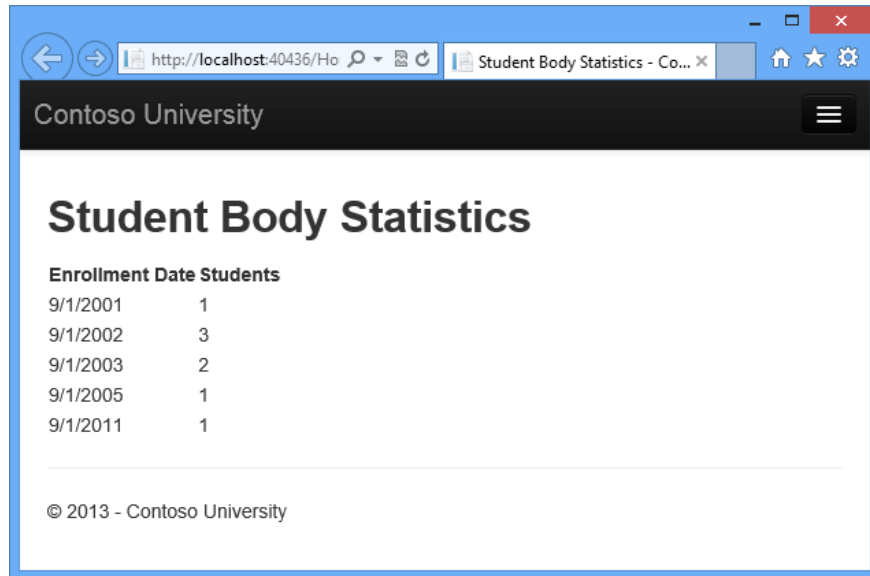 http://localhost:40436/Ho
Student Body Statistics - Co...
Contoso University
Student Body Statistics
Enrollment Date Students
9/1/2001 1
9/1/2002 3
9/1/2003 2
9/1/2005 1
9/1/2011 1
© 2013 - Contoso University